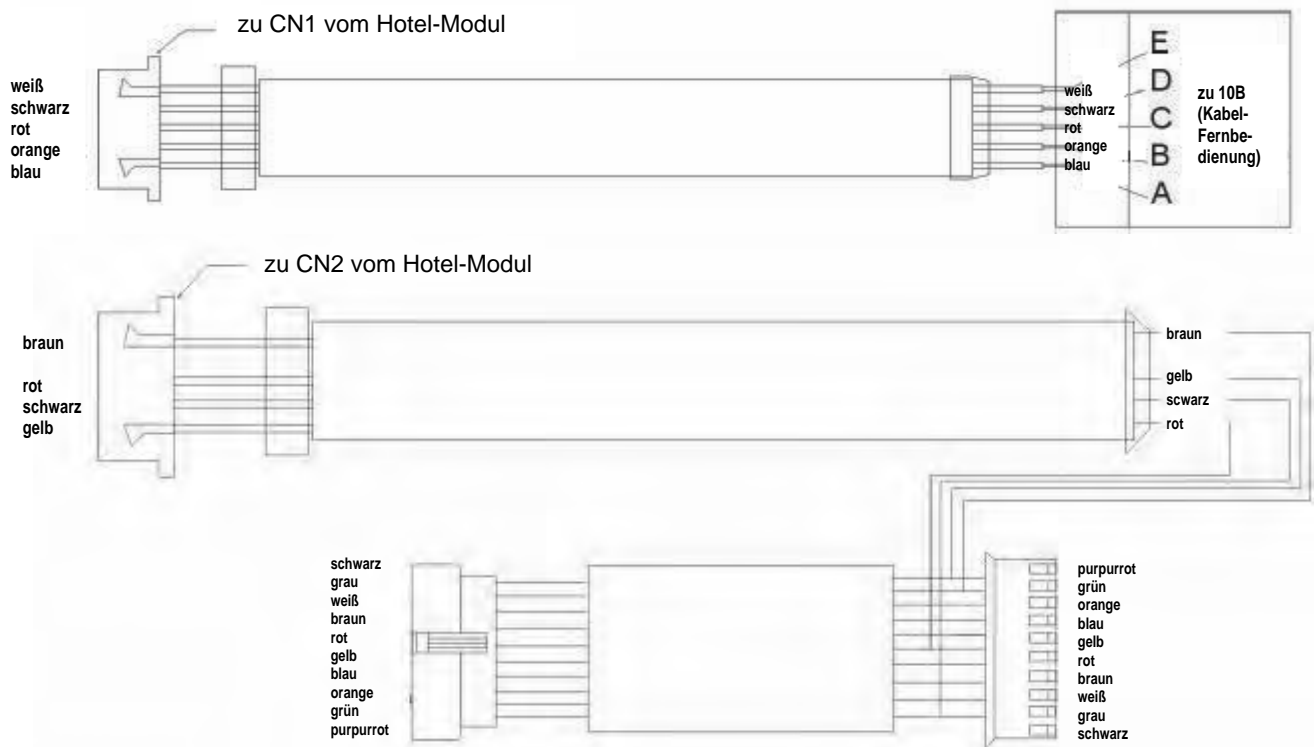 zu CN1 vom Hotel-Modul
weiß
schwarz
rot
orange
blau
weiß
schwarz
rot
orange
blau
E
D
C
B
A
zu 10B
(Kabel-
Fernbe-
dienung)
zu CN2 vom Hotel-Modul
braun
rot
schwarz
gelb
braun
gelb
scwarz
rot
schwarz
grau
weiß
braun
rot
gelb
blau
orange
grün
purpurrot
purpurrot
grün
orange
blau
gelb
rot
braun
weiß
grau
schwarz